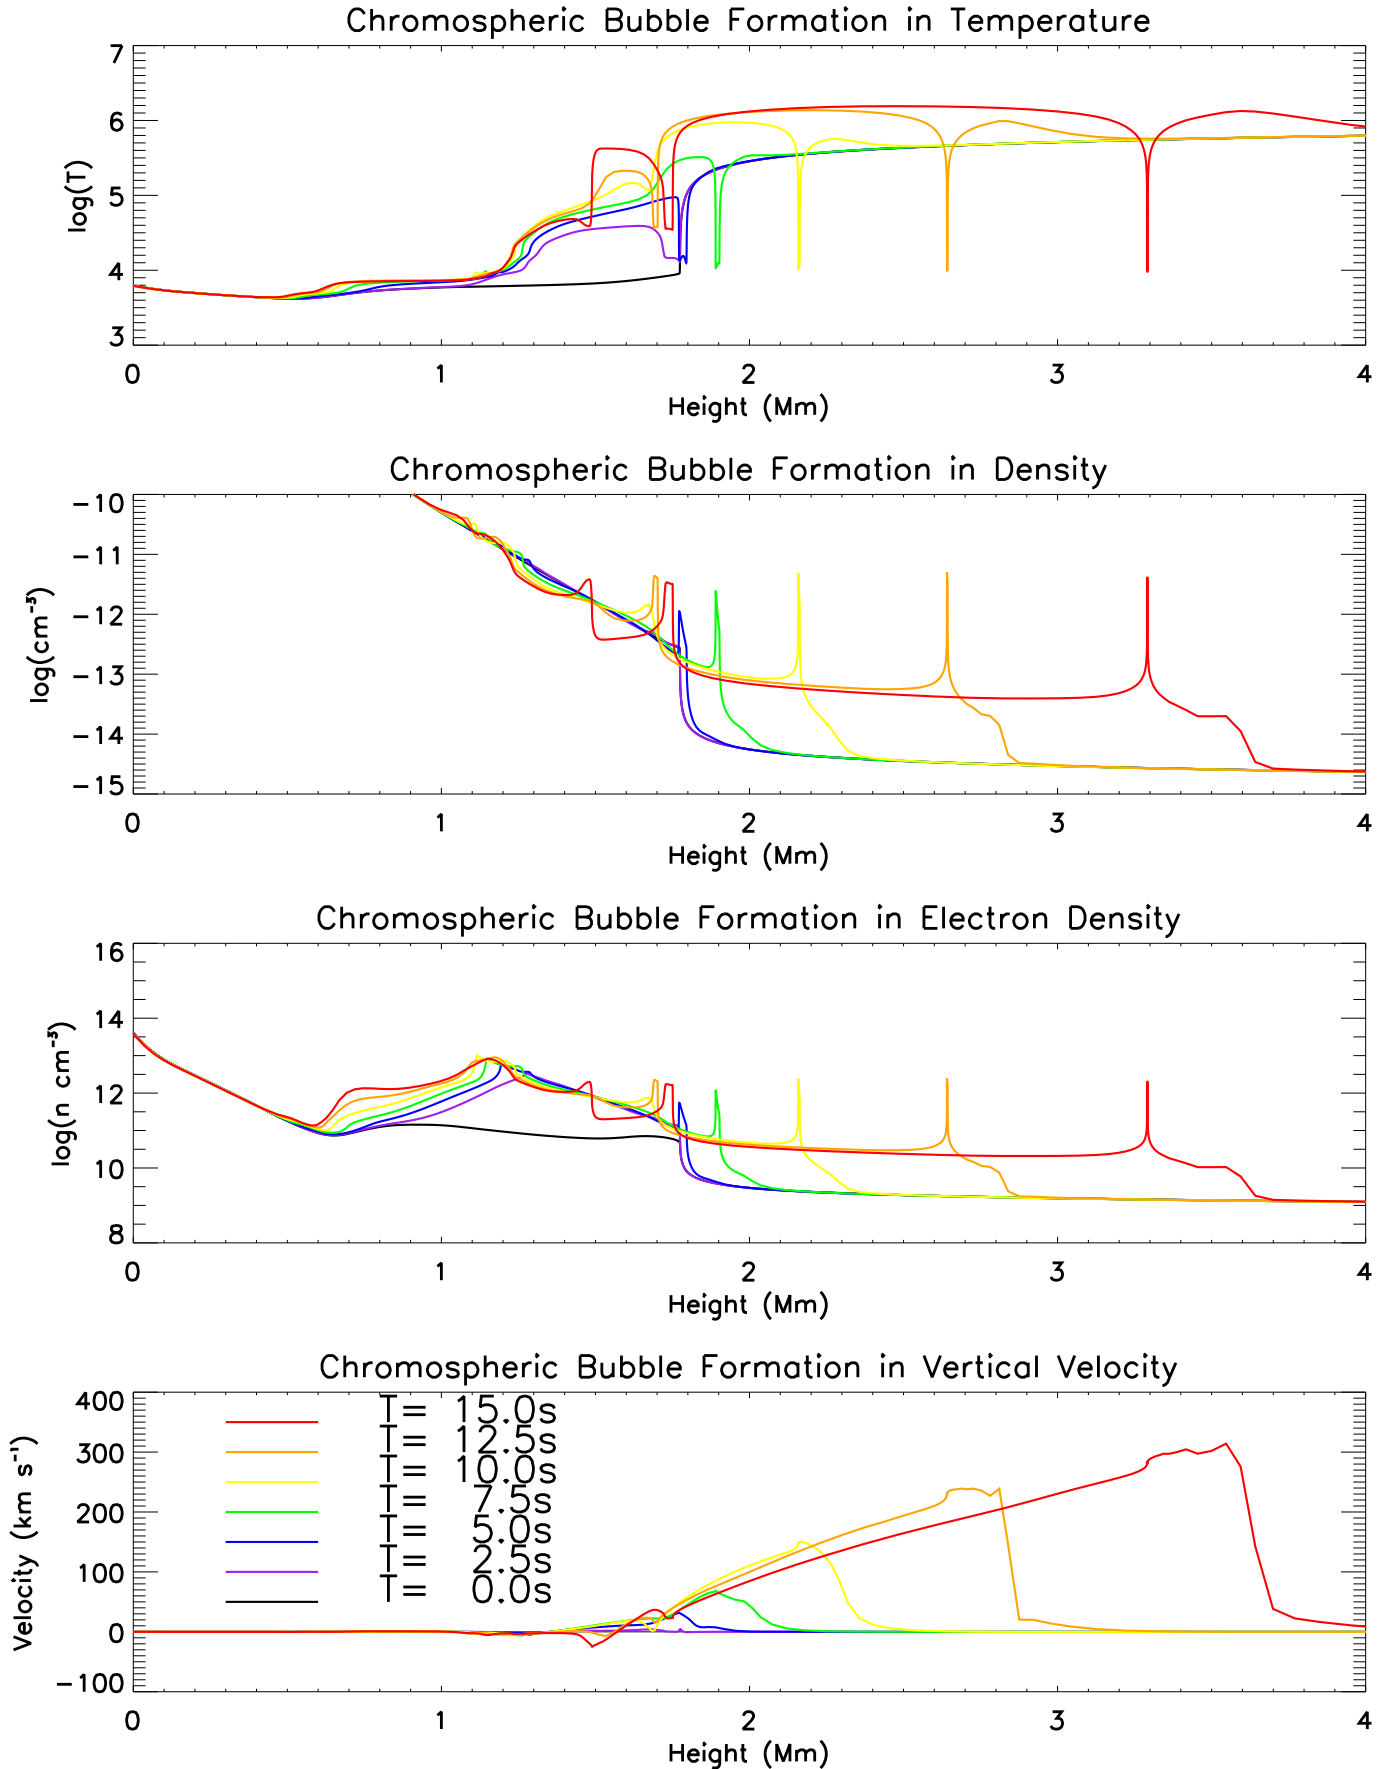 Chromospheric Bubble Formation in Temperature
7
6
5
4
3
log(T)
0 1 2 3 4
Height (Mm)
Chromospheric Bubble Formation in Density
−10
−11
−12
−13
−14
−15
log(cm⁻³)
0 1 2 3 4
Height (Mm)
Chromospheric Bubble Formation in Electron Density
16
14
12
10
8
log(n cm⁻³)
0 1 2 3 4
Height (Mm)
Chromospheric Bubble Formation in Vertical Velocity
400
300
200
100
0
−100
Velocity (km s⁻¹)
T= 15.0s
T= 12.5s
T= 10.0s
T= 7.5s
T= 5.0s
T= 2.5s
T= 0.0s
0 1 2 3 4
Height (Mm)